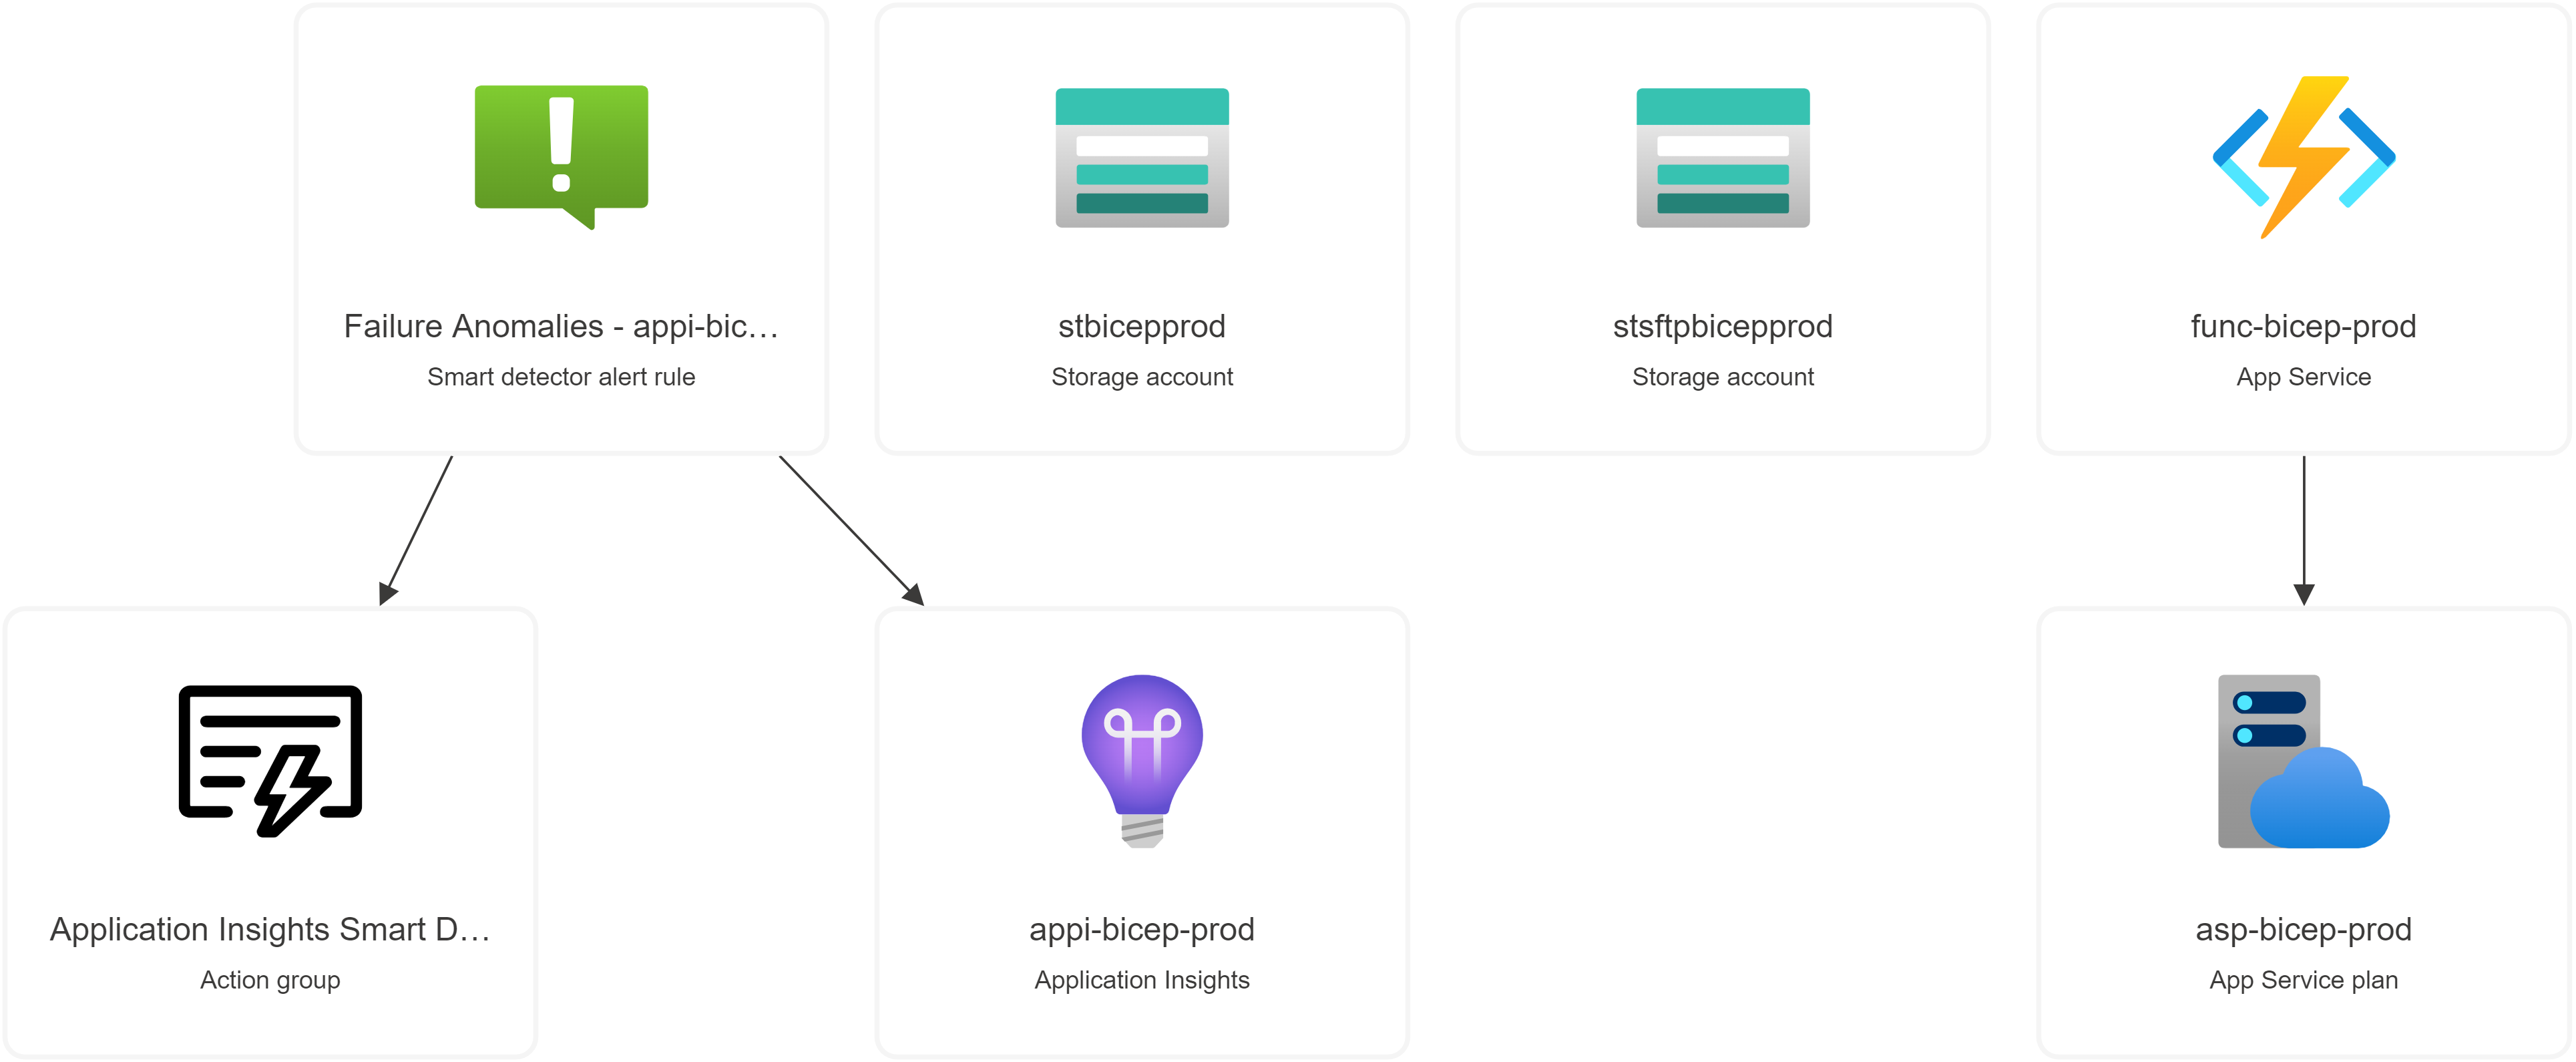 Failure Anomalies - appi-bic...
Smart detector alert rule
stbicepprod
Storage account
stsftpbicepprod
Storage account
func-bicep-prod
App Service
Application Insights Smart D...
Action group
appi-bicep-prod
Application Insights
asp-bicep-prod
App Service plan